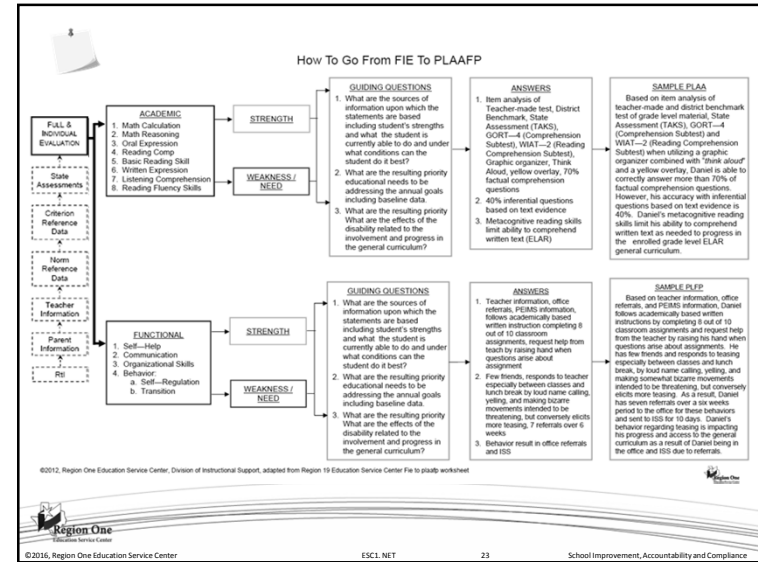 How To Go From FIE To PLAAFP
FULL &
INDIVIDUAL
EVALUATION
State
Assessments
Criterion
Reference
Data
Norm
Reference
Data
Teacher
Information
Parent
Information
RtI
ACADEMIC
1. Math Calculation
2. Math Reasoning
3. Oral Expression
4. Reading Comp
5. Basic Reading Skill
6. Written Expression
7. Listening Comprehension
8. Reading Fluency Skills
STRENGTH
WEAKNESS /
NEED
GUIDING QUESTIONS
1. What are the sources of
information upon which the
statements are based
including student's strengths
and what the student is
currently able to do and under
what conditions can the
student do it best?
2. What are the resulting priority
educational needs to be
addressing the annual goals
including baseline data.
3. What are the resulting priority
What are the effects of the
disability related to the
involvement and progress in
the general curriculum?
ANSWERS
1. Item analysis of
Teacher-made test, District
Benchmark, State
Assessment (TAKS),
GORT—4 (Comprehension
Subtest), WIAT—2 (Reading
Comprehension Subtest),
Graphic organizer, Think
Aloud, yellow overlay, 70%
factual comprehension
questions
2. 40% inferential questions
based on text evidence
3. Metacognitive reading skills
limit ability to comprehend
written text (ELAR)
SAMPLE PLAA
Based on item analysis of
teacher-made and district benchmark
test of grade level material, State
Assessment (TAKS), GORT—4
(Comprehension Subtest) and
WIAT—2 (Reading Comprehension
Subtest) when utilizing a graphic
organizer combined with "think aloud"
and a yellow overlay, Daniel is able to
correctly answer more than 70% of
factual comprehension questions.
However, his accuracy with inferential
questions based on text evidence is
40%. Daniel's metacognitive reading
skills limit his ability to comprehend
written text as needed to progress in
the enrolled grade level ELAR
general curriculum.
FUNCTIONAL
1. Self—Help
2. Communication
3. Organizational Skills
4. Behavior:
a. Self—Regulation
b. Transition
STRENGTH
WEAKNESS /
NEED
GUIDING QUESTIONS
1. What are the sources of
information upon which the
statements are based
including student's strengths
and what the student is
currently able to do and under
what conditions can the
student do it best?
2. What are the resulting priority
educational needs to be
addressing the annual goals
including baseline data.
3. What are the resulting priority
What are the effects of the
disability related to the
involvement and progress in
the general curriculum?
ANSWERS
1. Teacher information, office
referrals, PEIMS information,
follows academically based
written instruction completing 8
out of 10 classroom
assignments, request help from
teach by raising hand when
questions arise about
assignment
2. Few friends, responds to teacher
especially between classes and
lunch break by loud name calling,
yelling, and making bizarre
movements intended to be
threatening, but conversely elicits
more teasing, 7 referrals over 6
weeks
3. Behavior result in office referrals
and ISS
SAMPLE PLFP
Based on teacher information, office
referrals, and PEIMS information, Daniel
follows academically based written
instructions by completing 8 out of 10
classroom assignments and request help
from the teacher by raising his hand when
questions arise about assignments. He
has few friends and responds to teasing
especially between classes and lunch
break, by loud name calling, yelling, and
making somewhat bizarre movements
intended to be threatening, but conversely
elicits more teasing. As a result, Daniel
has seven referrals over a six weeks
period to the office for these behaviors
and sent to ISS for 10 days. Daniel's
behavior regarding teasing is impacting
his progress and access to the general
curriculum as a result of Daniel being in
the office and ISS due to referrals.
©2012, Region One Education Service Center, Division of Instructional Support, adapted from Region 19 Education Service Center Fie to plaafp worksheet
Region One
Region One
Education Service Center
©2016, Region One Education Service Center ESC1. NET 23 School Improvement, Accountability and Compliance